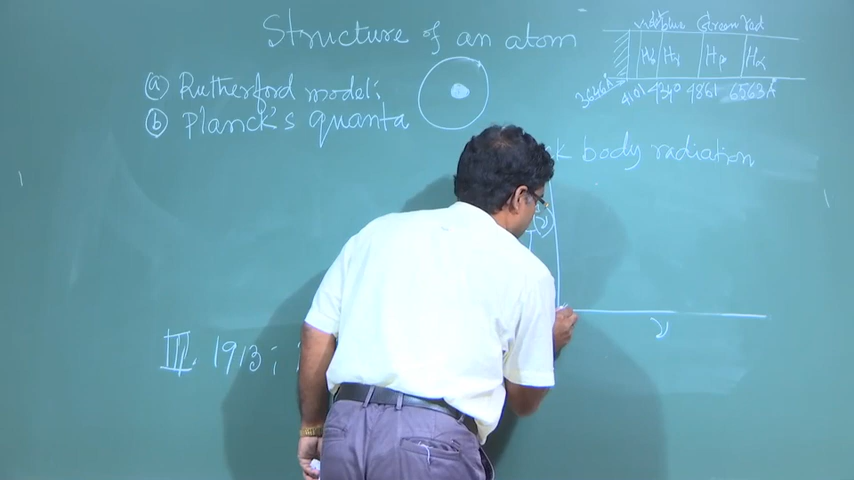 Structure of an atom
(a) Rutherford model:
(b) Planck's quanta
blue Green red
Hδ Hγ Hβ Hα
3646Å 4101 4340 4861 6563Å
body radiation
(ν)
ν
III. 1913;